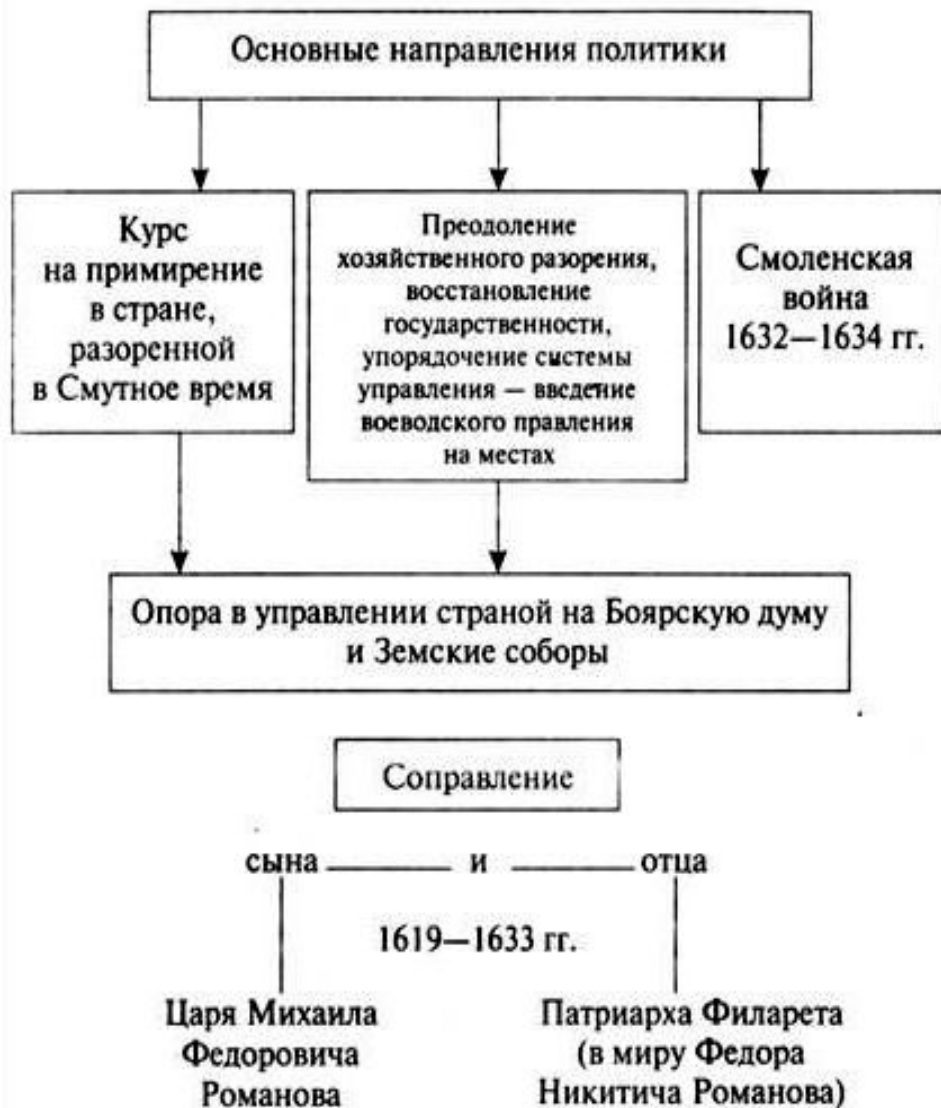 Основные направления политики
Курс
на примирение
в стране,
разоренной
в Смутное время
Преодоление
хозяйственного разорения,
восстановление
государственности,
упорядочение системы
управления — введение
воеводского правления
на местах
Смоленская
война
1632—1634 гг.
Опора в управлении страной на Боярскую думу
и Земские соборы
Соправление
сына и отца
1619—1633 гг.
Царя Михаила
Федоровича
Романова
Патриарха Филарета
(в миру Федора
Никитича Романова)